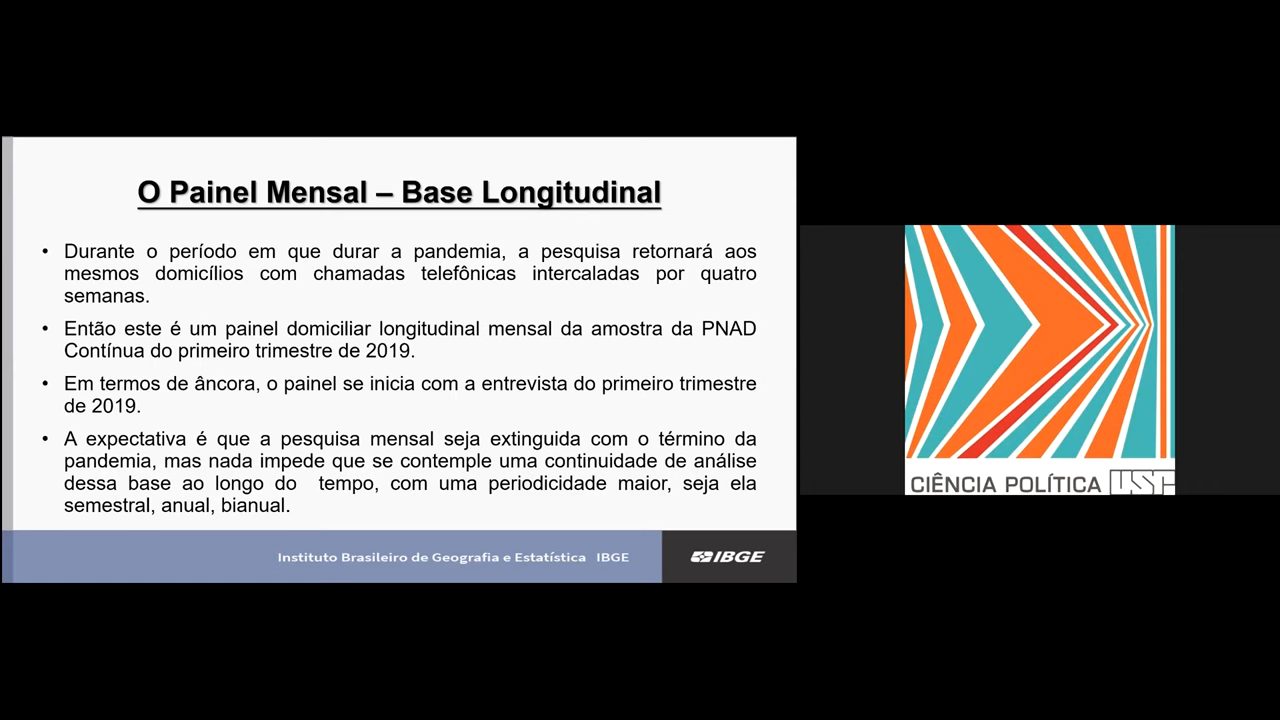 O Painel Mensal – Base Longitudinal
• Durante o período em que durar a pandemia, a pesquisa retornará aos
mesmos domicílios com chamadas telefônicas intercaladas por quatro
semanas.
• Então este é um painel domiciliar longitudinal mensal da amostra da PNAD
Contínua do primeiro trimestre de 2019.
• Em termos de âncora, o painel se inicia com a entrevista do primeiro trimestre
de 2019.
• A expectativa é que a pesquisa mensal seja extinguida com o término da
pandemia, mas nada impede que se contemple uma continuidade de análise
dessa base ao longo do tempo, com uma periodicidade maior, seja ela
semestral, anual, bianual.
Instituto Brasileiro de Geografia e Estatística IBGE
IBGE
CIÊNCIA POLÍTICA